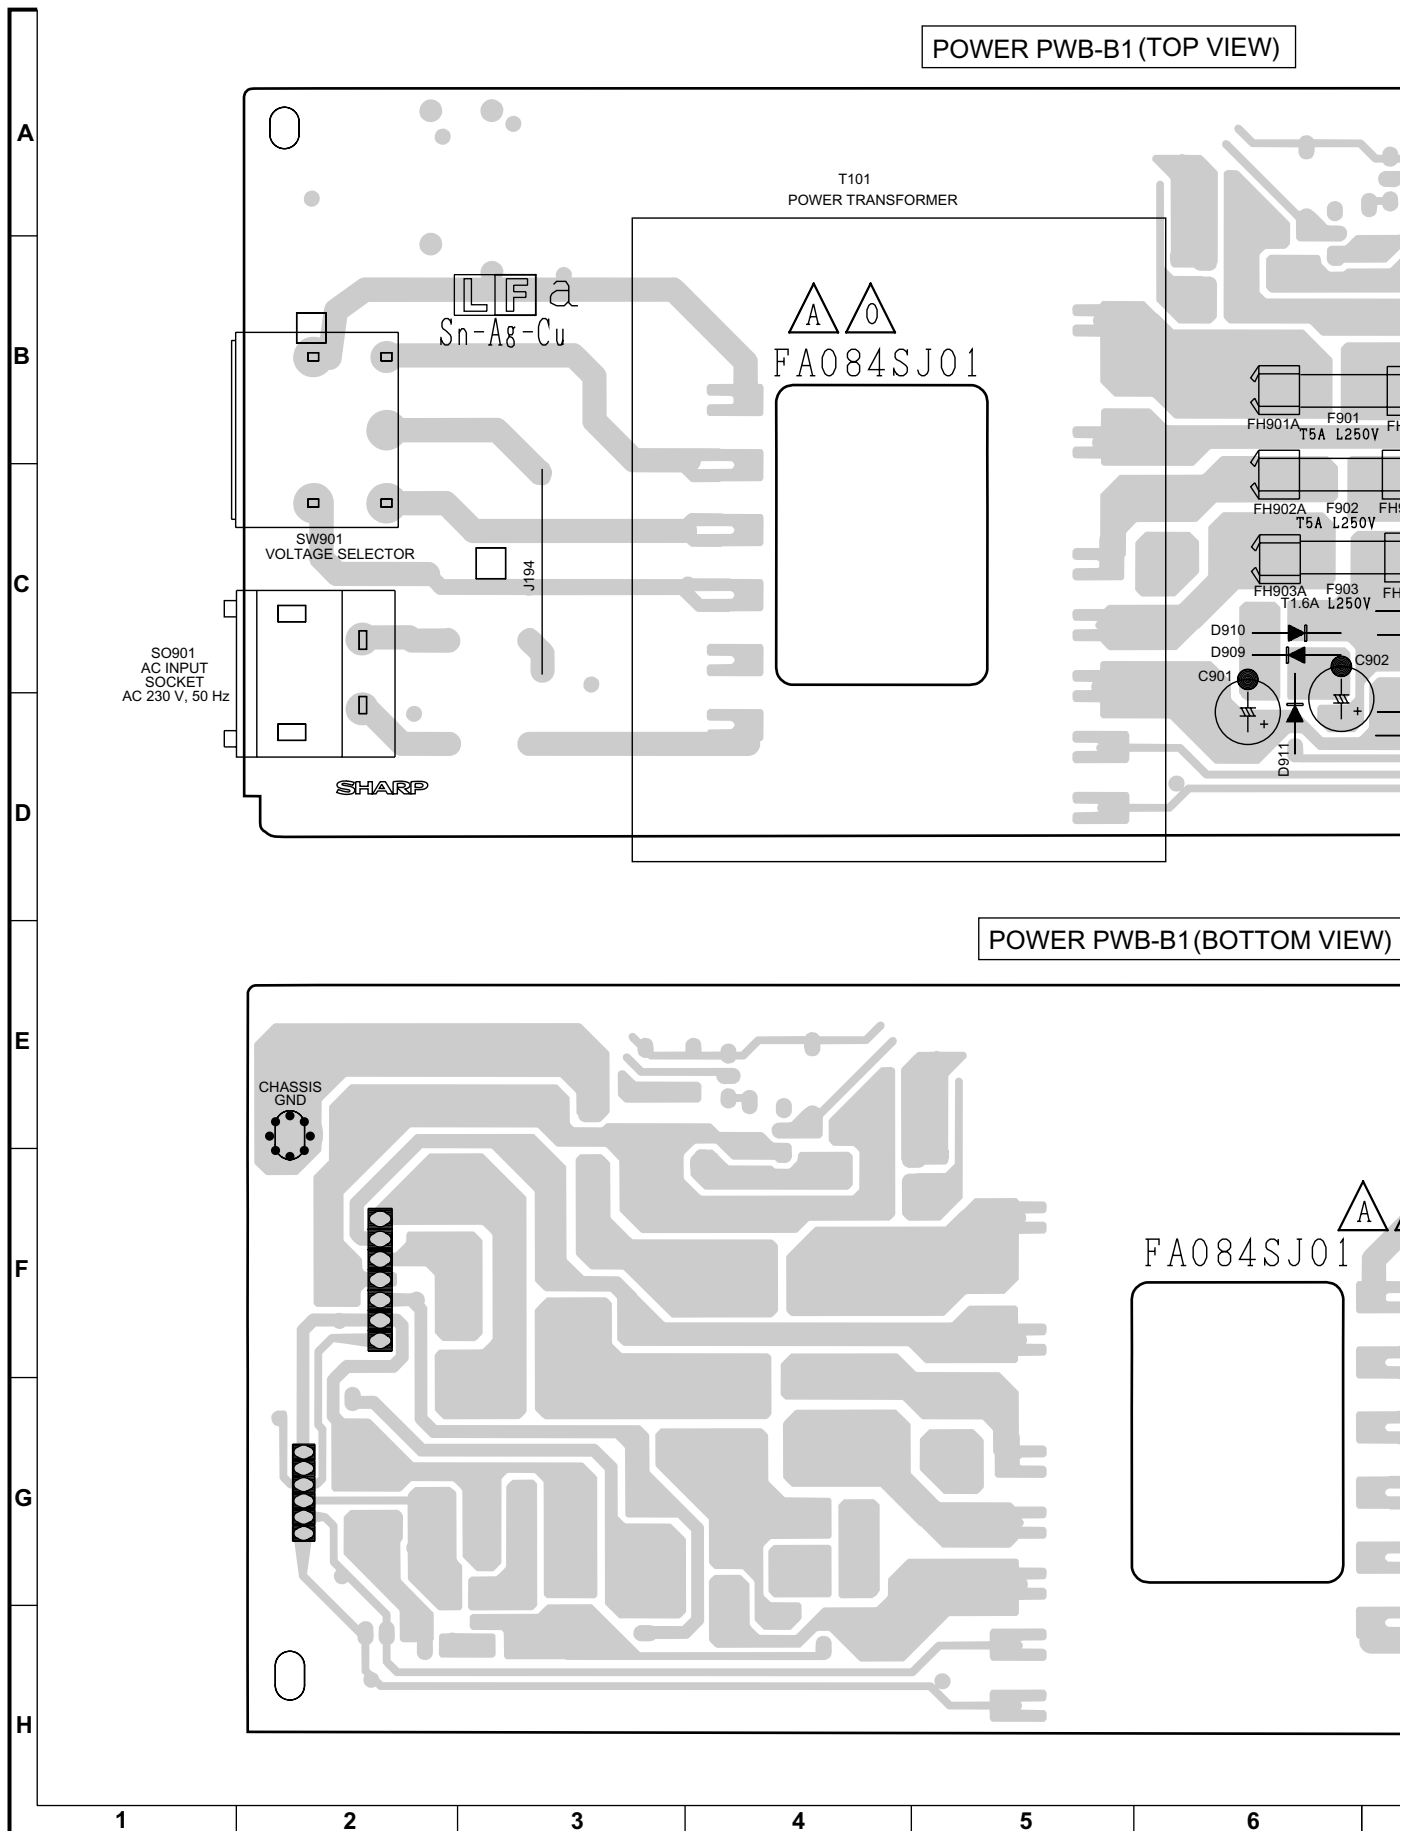 POWER PWB-B1 (TOP VIEW)
A
T101
POWER TRANSFORMER
LF a
Sn-Ag-Cu
A 0
FA084SJ01
B
FH901A
F901
T5A L250V
FH902A
F902
T5A L250V
SW901
VOLTAGE SELECTOR
J194
C
FH903A
F903
T1.6A L250V
D910
D909
C901
C902
SO901
AC INPUT
SOCKET
AC 230 V, 50 Hz
+ +
D911
SHARP
D
POWER PWB-B1(BOTTOM VIEW)
E
CHASSIS
GND
A
FA084SJ01
F
G
H
1 2 3 4 5 6